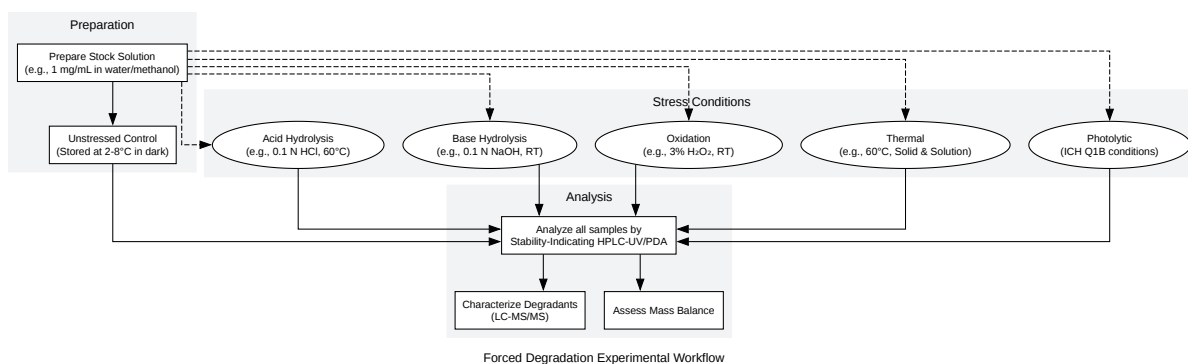 Preparation
Prepare Stock Solution
(e.g., 1 mg/mL in water/methanol)
Unstressed Control
(Stored at 2-8°C in dark)
Stress Conditions
Acid Hydrolysis
(e.g., 0.1 N HCl, 60°C)
Base Hydrolysis
(e.g., 0.1 N NaOH, RT)
Oxidation
(e.g., 3% H₂O₂, RT)
Thermal
(e.g., 60°C, Solid & Solution)
Photolytic
(ICH Q1B conditions)
Analysis
Analyze all samples by
Stability-Indicating HPLC-UV/PDA
Characterize Degradants
(LC-MS/MS)
Assess Mass Balance
Forced Degradation Experimental Workflow